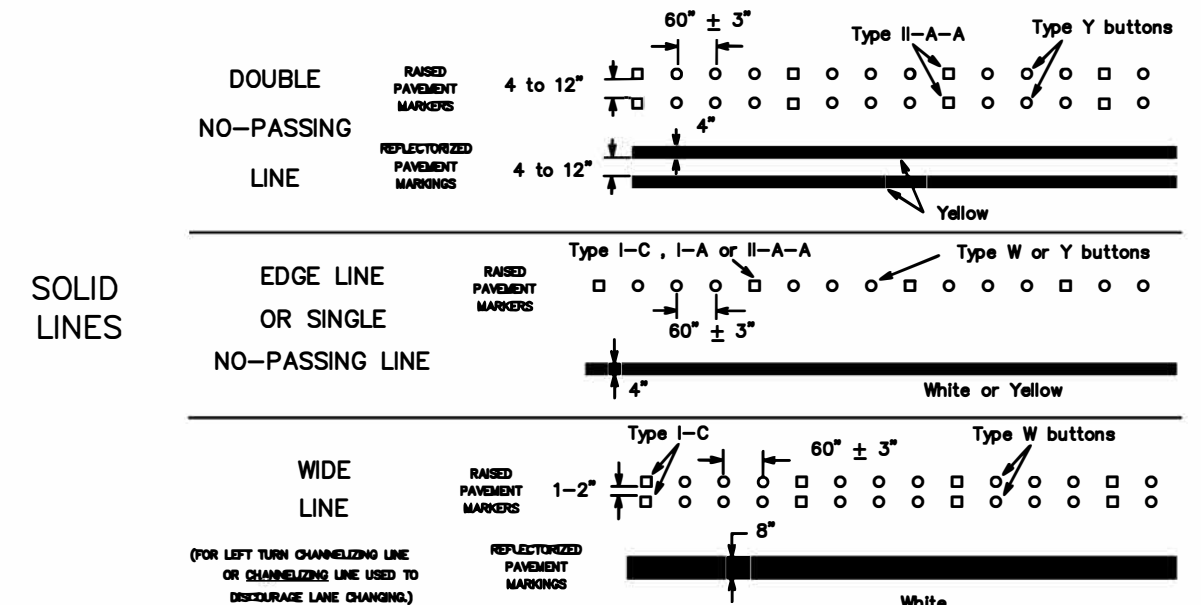 60" ± 3"
Type II-A-A
Type Y buttons
DOUBLE
NO-PASSING
LINE
RAISED
PAVEMENT
MARKERS
4 to 12"
4"
REFLECTORIZED
PAVEMENT
MARKINGS
4 to 12"
Yellow
SOLID
LINES
EDGE LINE
OR SINGLE
NO-PASSING LINE
RAISED
PAVEMENT
MARKERS
Type I-C , I-A or II-A-A
Type W or Y buttons
60" ± 3"
4"
White or Yellow
WIDE
LINE
(FOR LEFT TURN CHANNELIZING LINE
OR CHANNELIZING LINE USED TO
DISCOURAGE LANE CHANGING.)
RAISED
PAVEMENT
MARKERS
1-2"
Type I-C
60" ± 3"
Type W buttons
REFLECTORIZED
PAVEMENT
MARKINGS
8"
White